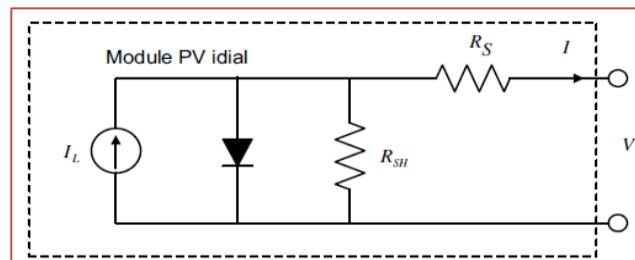 Module PV idial
R_S
I
I_L
R_SH
V